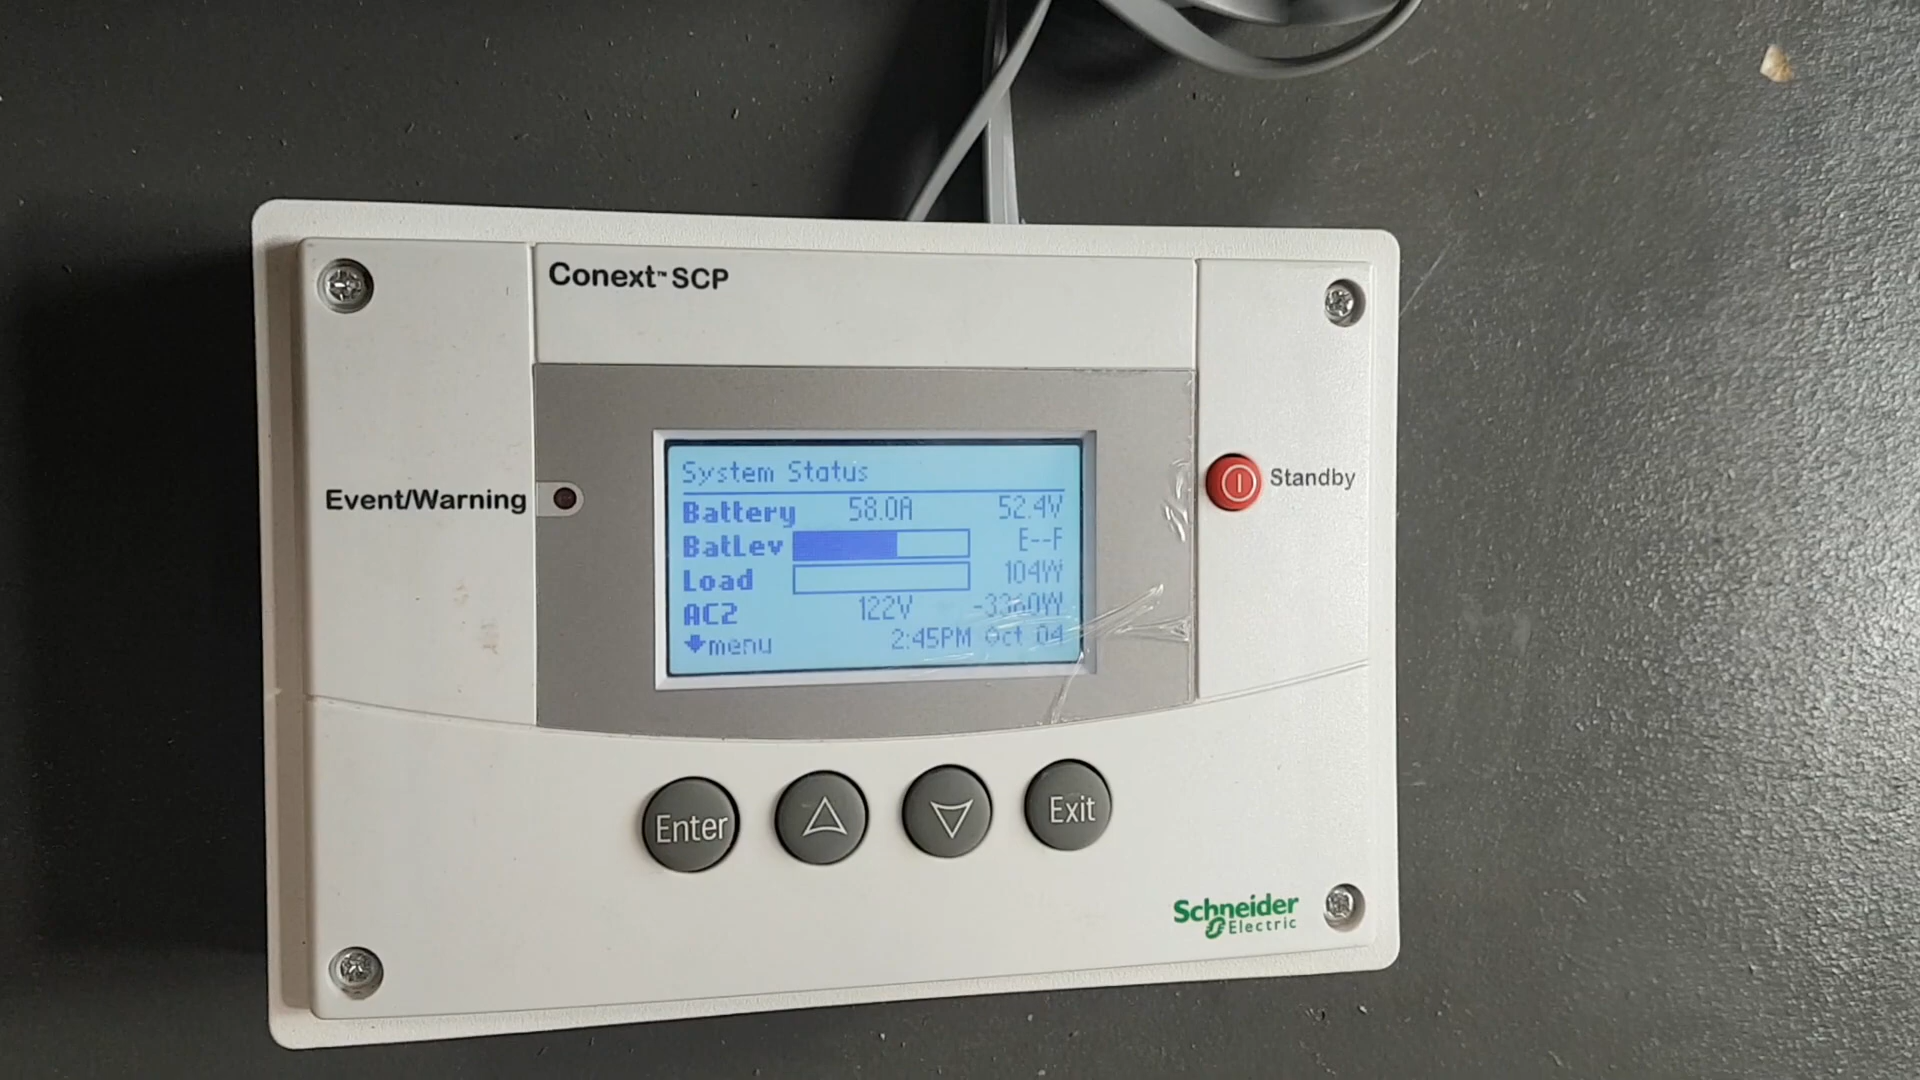 Conext™ SCP
System Status
Battery 58.0A 52.4V
BatLev E--F
Load 104W
AC2 122V -3360W
menu 2:45PM Oct 04
Event/Warning
Standby
Enter
Exit
Schneider
Electric